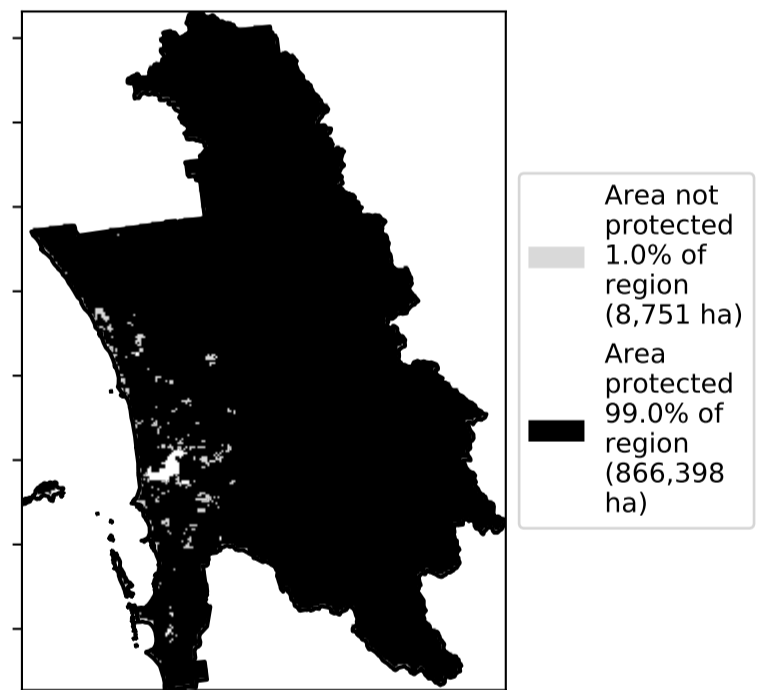 Area not
protected
1.0% of
region
(8,751 ha)
Area
protected
99.0% of
region
(866,398
ha)